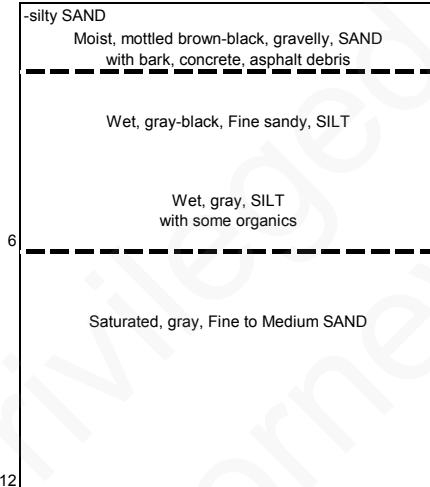 -silty SAND
Moist, mottled brown-black, gravelly, SAND
with bark, concrete, asphalt debris
Wet, gray-black, Fine sandy, SILT
Wet, gray, SILT
with some organics
6
Saturated, gray, Fine to Medium SAND
12